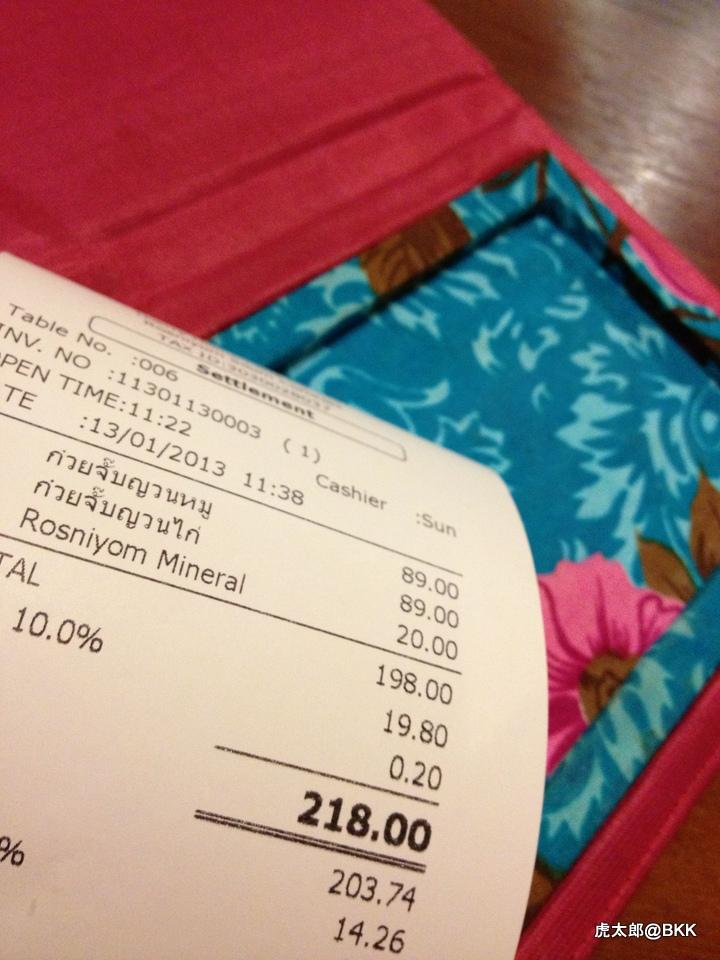 Settlement
Table No. :006
INV. NO :11301130003 ( 1)
OPEN TIME:11:22
TE :13/01/2013 11:38 Cashier :Sun
ก๋วยจั๊บญวนหมู 89.00
ก๋วยจั๊บญวนไก่ 89.00
Rosniyom Mineral 20.00
TAL 198.00
10.0% 19.80
0.20
218.00
203.74
% 14.26
虎太郎@BKK